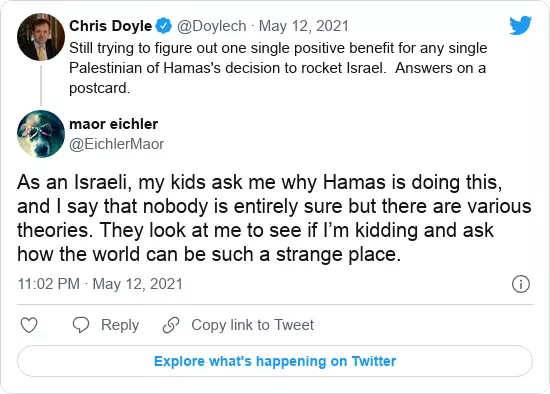 Chris Doyle @Doylech · May 12, 2021
Still trying to figure out one single positive benefit for any single
Palestinian of Hamas's decision to rocket Israel.  Answers on a
postcard.
maor eichler
@EichlerMaor
As an Israeli, my kids ask me why Hamas is doing this,
and I say that nobody is entirely sure but there are various
theories. They look at me to see if I’m kidding and ask
how the world can be such a strange place.
11:02 PM · May 12, 2021
Reply Copy link to Tweet
Explore what's happening on Twitter